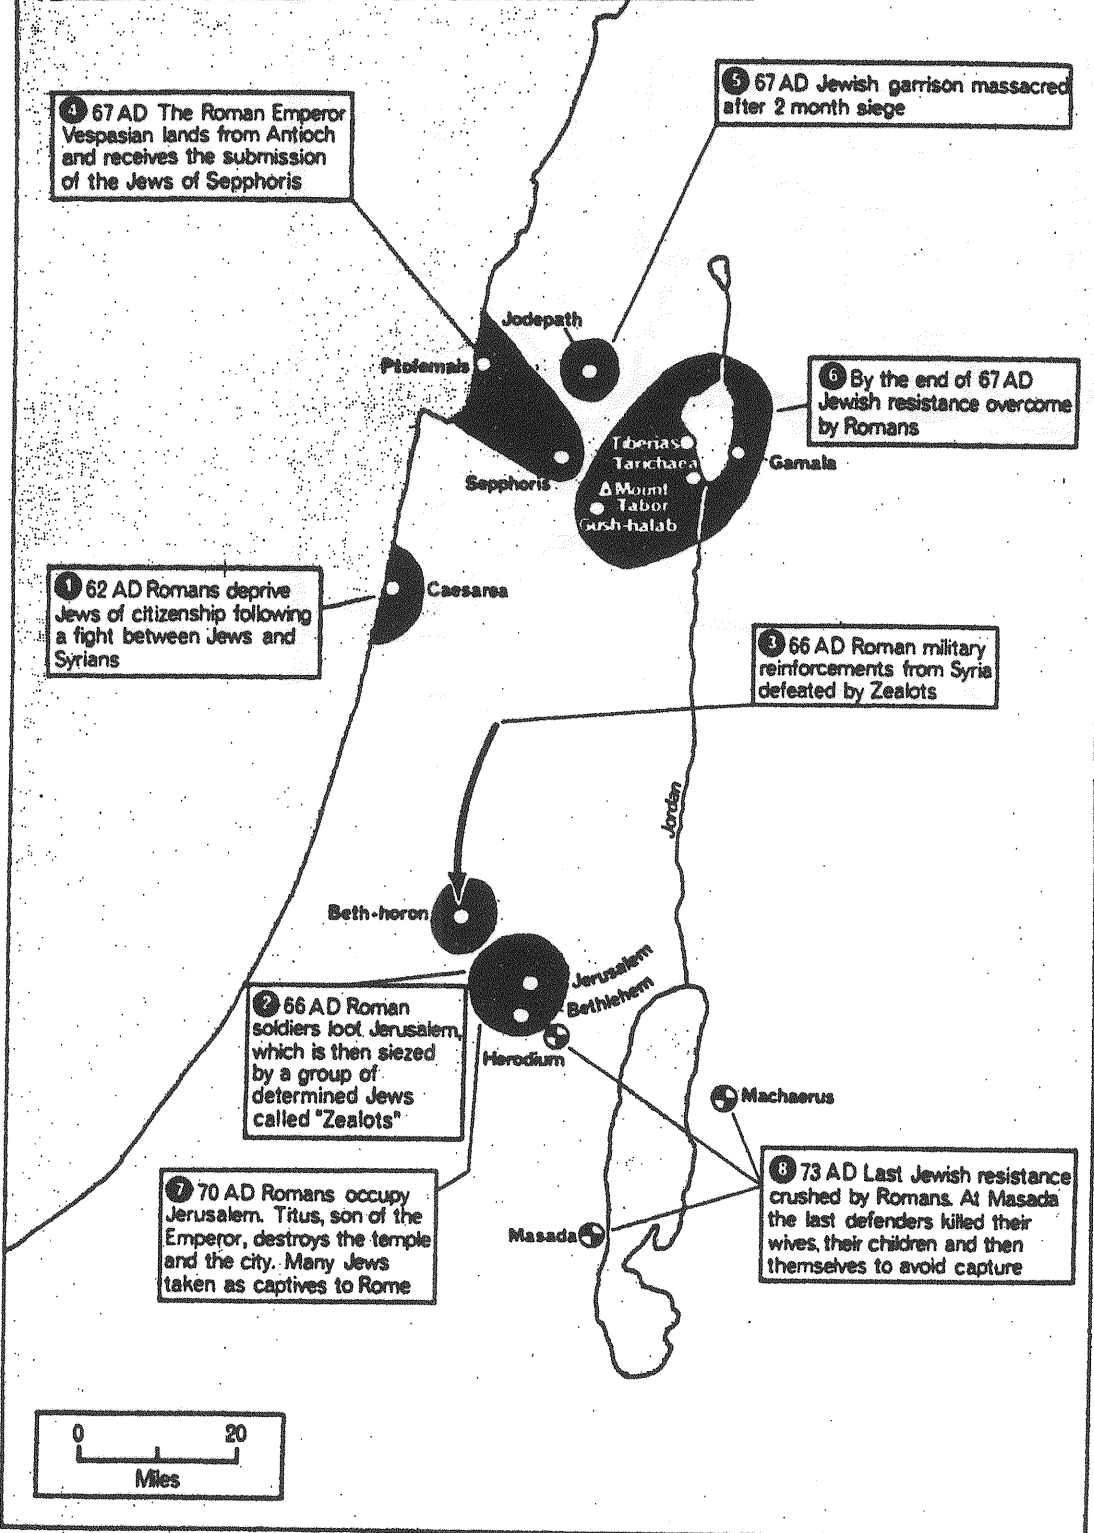 4 67 AD The Roman Emperor
Vespasian lands from Antioch
and receives the submission
of the Jews of Sepphoris
5 67 AD Jewish garrison massacred
after 2 month siege
Jodepath
Ptolemais
Sepphoris
6 By the end of 67 AD
Jewish resistance overcome
by Romans
Tiberias
Tarichaea
Gamala
Mount
Tabor
Gush-halab
1 62 AD Romans deprive
Jews of citizenship following
a fight between Jews and
Syrians
Caesarea
3 66 AD Roman military
reinforcements from Syria
defeated by Zealots
Jordan
Beth-horon
Jerusalem
Bethlehem
Herodium
2 66 AD Roman
soldiers loot Jerusalem,
which is then siezed
by a group of
determined Jews
called "Zealots"
Machaerus
7 70 AD Romans occupy
Jerusalem. Titus, son of the
Emperor, destroys the temple
and the city. Many Jews
taken as captives to Rome
Masada
8 73 AD Last Jewish resistance
crushed by Romans. At Masada
the last defenders killed their
wives, their children and then
themselves to avoid capture
0 20
Miles